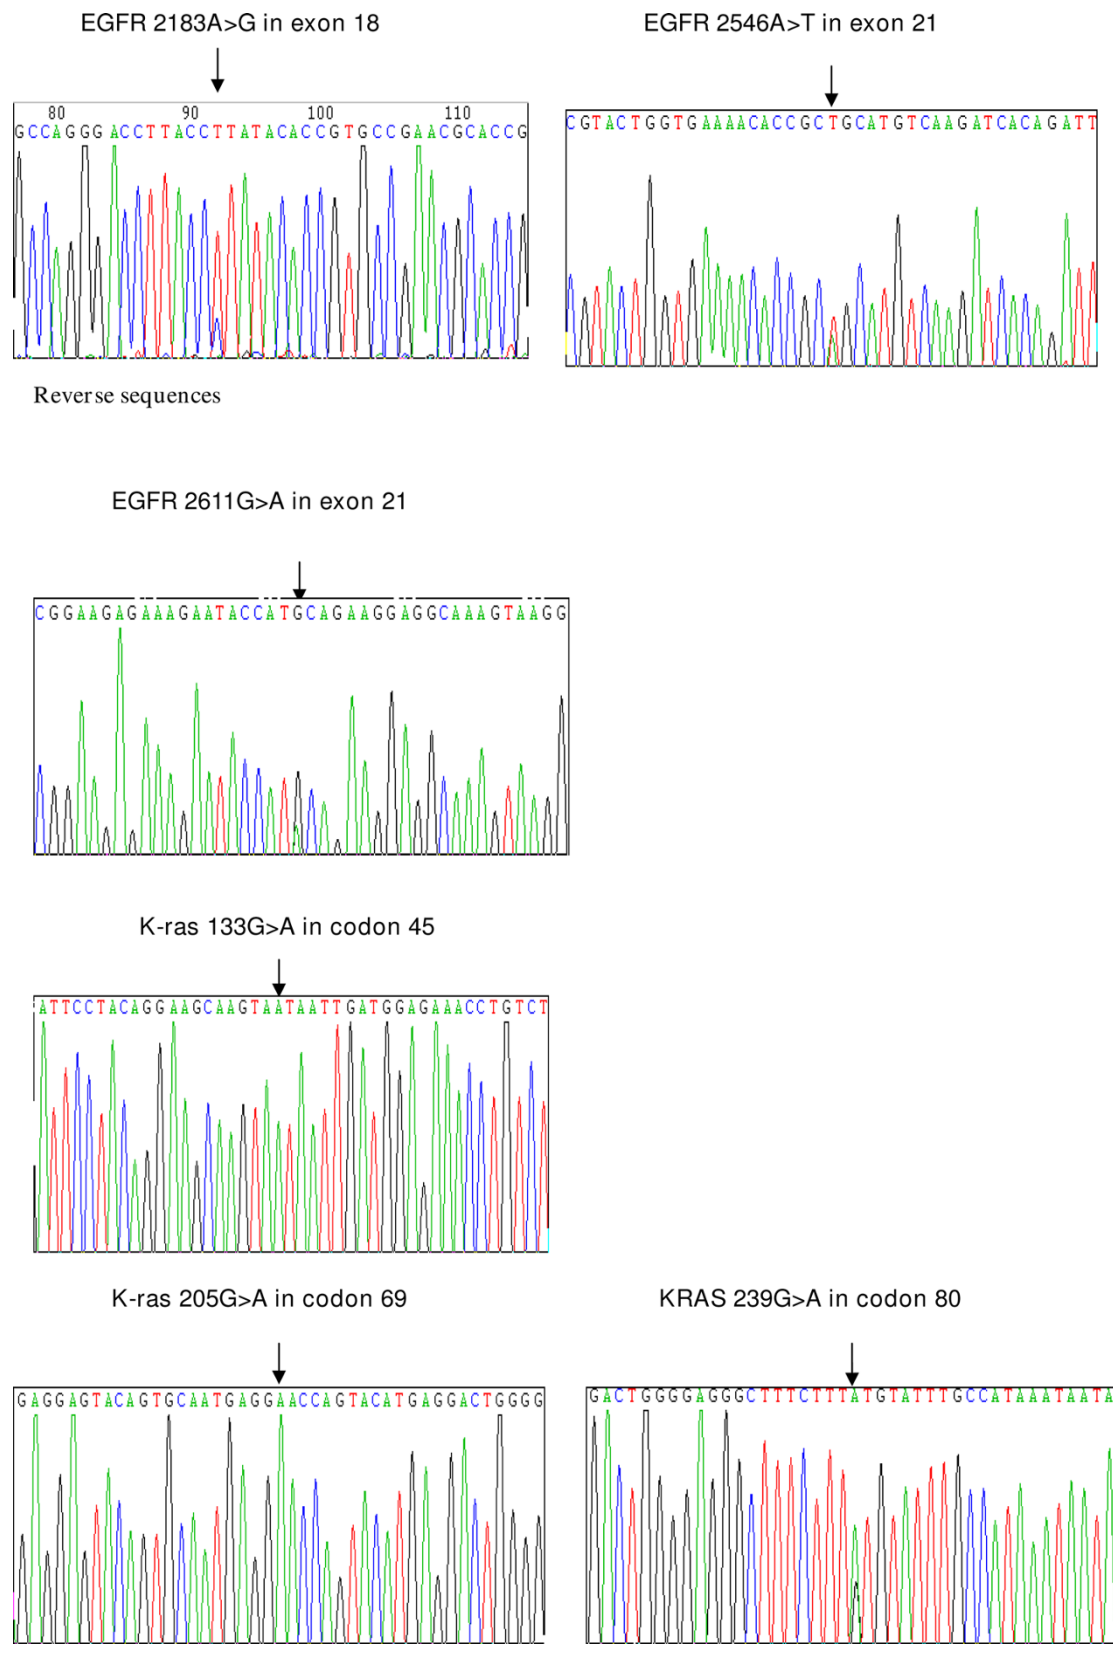 EGFR 2183A>G in exon 18
EGFR 2546A>T in exon 21
80 90 100 110
GCCAGGGACCTTACCTTATACACCGTGCCGAACGCACCG
CGTACTGGTGAAAACACCGCTGCATGTCAAGATCACAGATT
Reverse sequences
EGFR 2611G>A in exon 21
CGGAAGAGAAAGAATACCATGCAGAAGGAGGCAAAGTAAGG
K-ras 133G>A in codon 45
ATTCCTACAGGAAGCAAGTAATAATTGATGGAGAAACCTGTCT
K-ras 205G>A in codon 69
KRAS 239G>A in codon 80
GAGGAGTACAGTGCAATGAGGAACCAGTACATGAGGACTGGGG
GACTGGGGAGGGCTTTCTTTATGTATTTGCCATAAATAATA